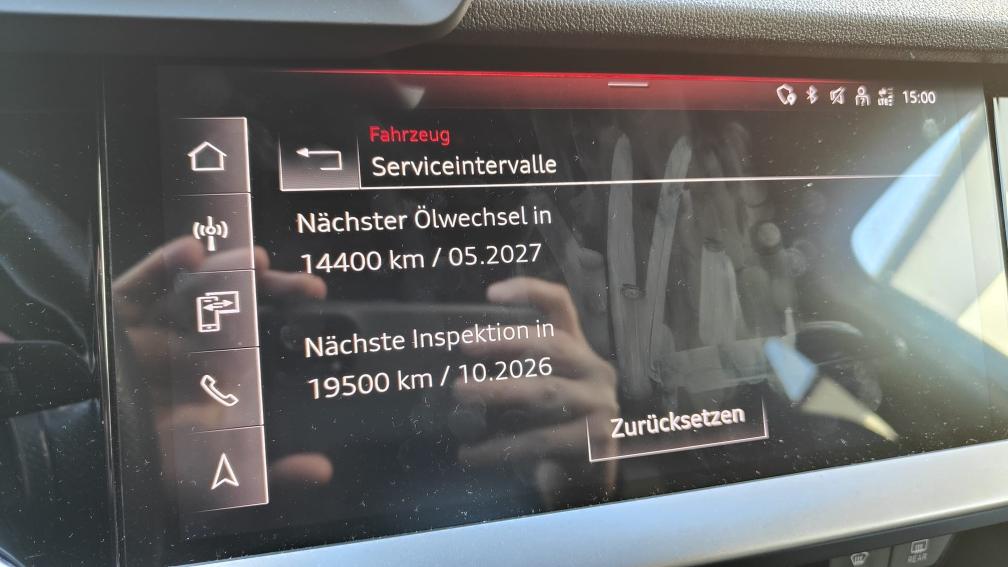 15:00
Fahrzeug
Serviceintervalle
Nächster Ölwechsel in
14400 km / 05.2027
Nächste Inspektion in
19500 km / 10.2026
Zurücksetzen
REAR